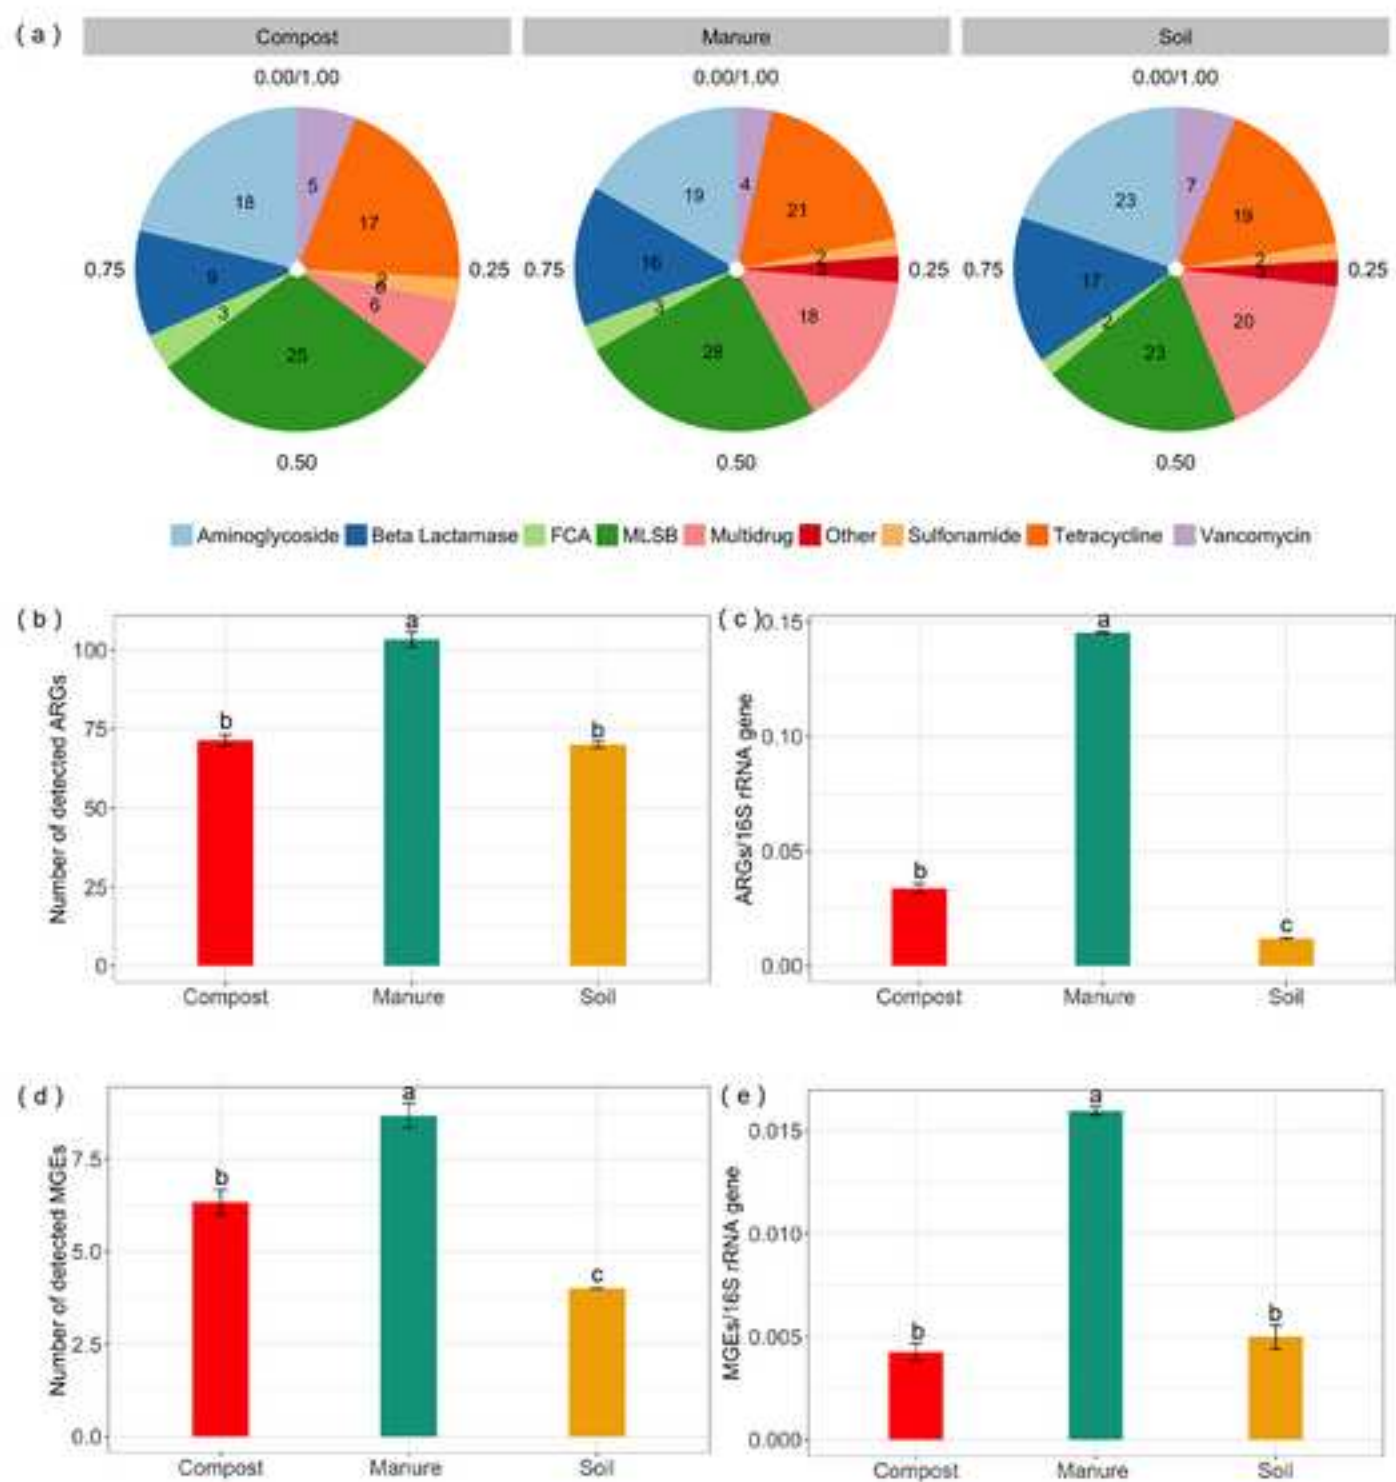 ( a )
Compost Manure Soil
0.00/1.00 0.00/1.00 0.00/1.00
5 4 7
18 17 19 21 23 19
0.75 0.25 0.75 0.25 0.75 0.25
9 2 16 2 17 2
3 6 3 18 2 20
25 28 23
0.50 0.50 0.50
Aminoglycoside Beta Lactamase FCA MLSB Multidrug Other Sulfonamide Tetracycline Vancomycin
( b )
Number of detected ARGs
100
75
50
25
0
b a b
Compost Manure Soil
( c )
ARGs/16S rRNA gene
0.15
0.10
0.05
0.00
b a c
Compost Manure Soil
( d )
Number of detected MGEs
7.5
5.0
2.5
0.0
b a c
Compost Manure Soil
( e )
MGEs/16S rRNA gene
0.015
0.010
0.005
0.000
b a b
Compost Manure Soil